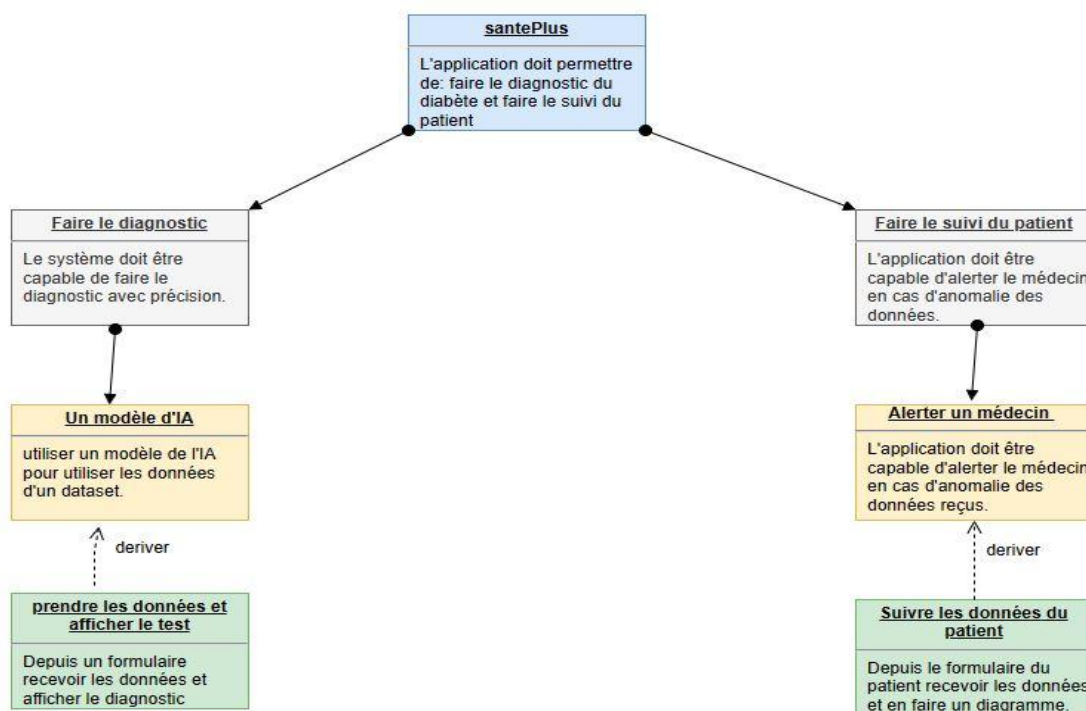 santePlus
L'application doit permettre
de: faire le diagnostic du
diabète et faire le suivi du
patient
Faire le diagnostic
Le système doit être
capable de faire le
diagnostic avec précision.
Faire le suivi du patient
L'application doit être
capable d'alerter le médecin
en cas d'anomalie des
données.
Un modèle d'IA
utiliser un modèle de l'IA
pour utiliser les données
d'un dataset.
Alerter un médecin
L'application doit être
capable d'alerter le médecin
en cas d'anomalie des
données reçus.
deriver
deriver
prendre les données et
afficher le test
Depuis un formulaire
recevoir les données et
afficher le diagnostic
Suivre les données du
patient
Depuis le formulaire du
patient recevoir les données
et en faire un diagramme.